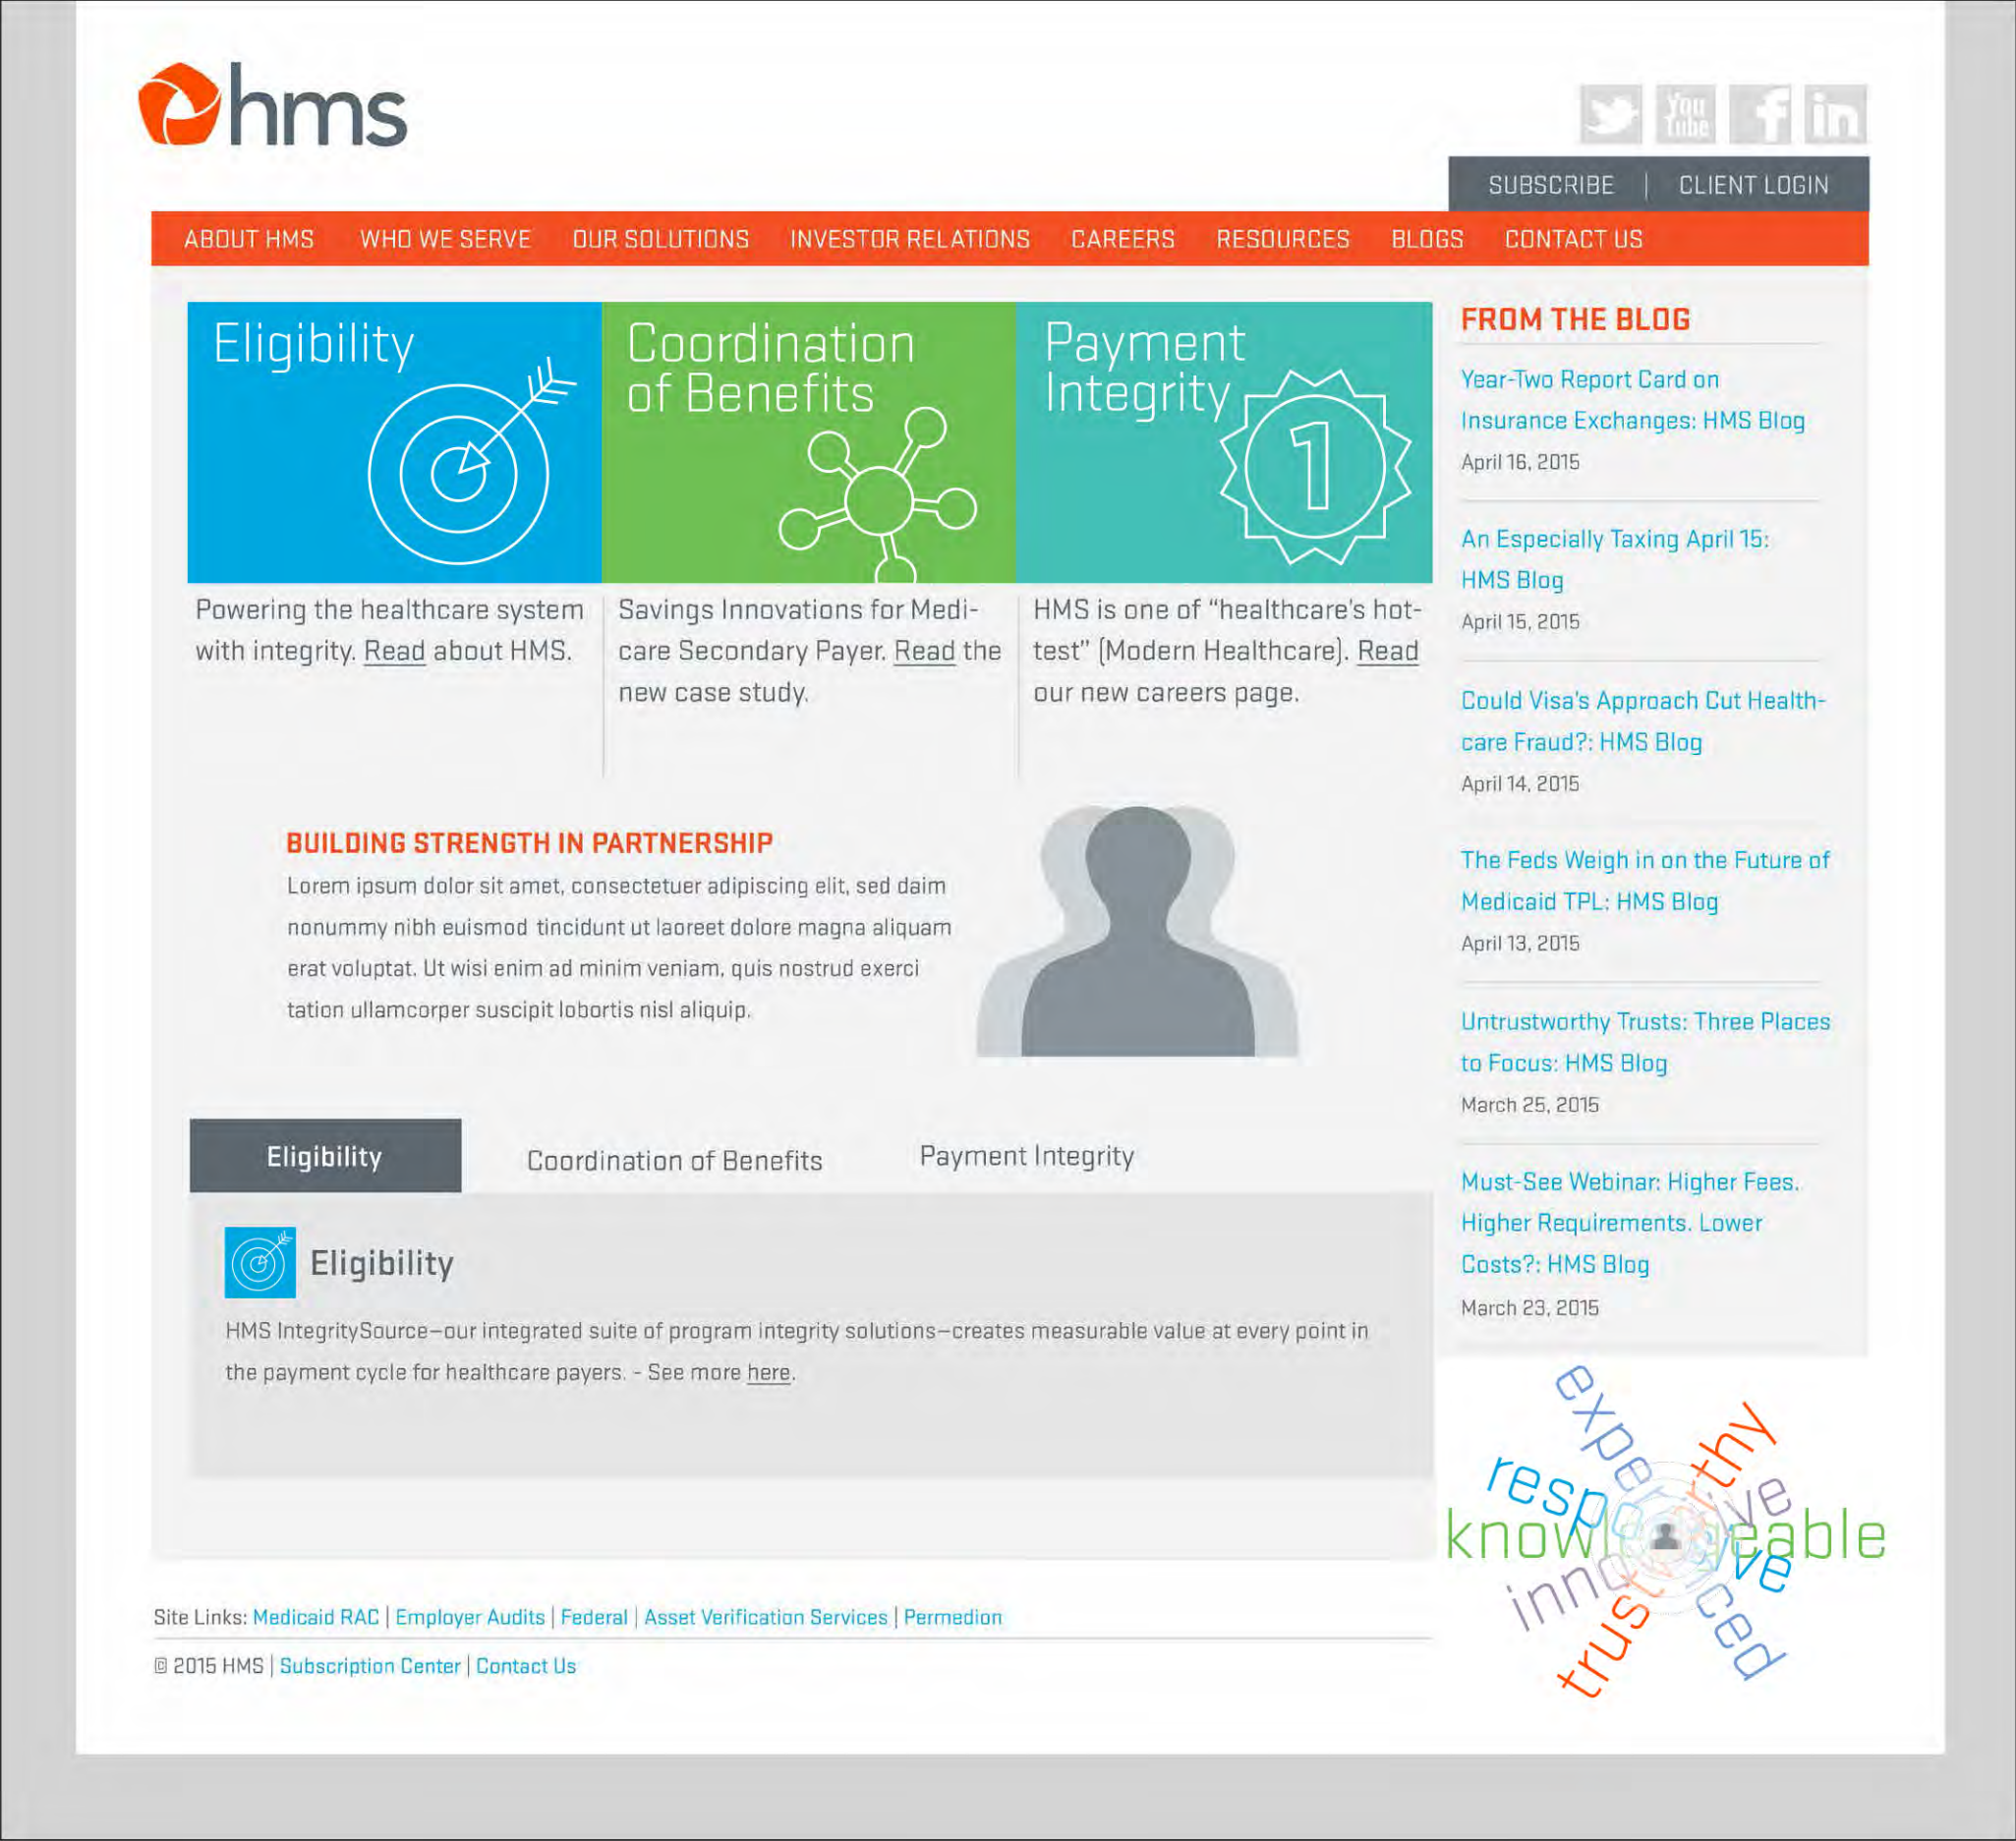 hms
You
Tube
f
in
SUBSCRIBE | CLIENT LOGIN
ABOUT HMS WHO WE SERVE OUR SOLUTIONS INVESTOR RELATIONS CAREERS RESOURCES BLOGS CONTACT US
Eligibility
Coordination
of Benefits
Payment
Integrity
1
Powering the healthcare system
with integrity. Read about HMS.
Savings Innovations for Medi-
care Secondary Payer. Read the
new case study.
HMS is one of “healthcare’s hot-
test” (Modern Healthcare). Read
our new careers page.
BUILDING STRENGTH IN PARTNERSHIP
Lorem ipsum dolor sit amet, consectetuer adipiscing elit, sed daim
nonummy nibh euismod tincidunt ut laoreet dolore magna aliquam
erat voluptat. Ut wisi enim ad minim veniam, quis nostrud exerci
tation ullamcorper suscipit lobortis nisl aliquip.
Eligibility
Coordination of Benefits
Payment Integrity
Eligibility
HMS IntegritySource–our integrated suite of program integrity solutions–creates measurable value at every point in
the payment cycle for healthcare payers. - See more here.
FROM THE BLOG
Year-Two Report Card on
Insurance Exchanges: HMS Blog
April 16, 2015
An Especially Taxing April 15:
HMS Blog
April 15, 2015
Could Visa's Approach Cut Health-
care Fraud?: HMS Blog
April 14, 2015
The Feds Weigh in on the Future of
Medicaid TPL: HMS Blog
April 13, 2015
Untrustworthy Trusts: Three Places
to Focus: HMS Blog
March 25, 2015
Must-See Webinar: Higher Fees.
Higher Requirements. Lower
Costs?: HMS Blog
March 23, 2015
experienced
trustworthy
responsive
knowledgeable
innovative
Site Links: Medicaid RAC | Employer Audits | Federal | Asset Verification Services | Permedion
© 2015 HMS | Subscription Center | Contact Us